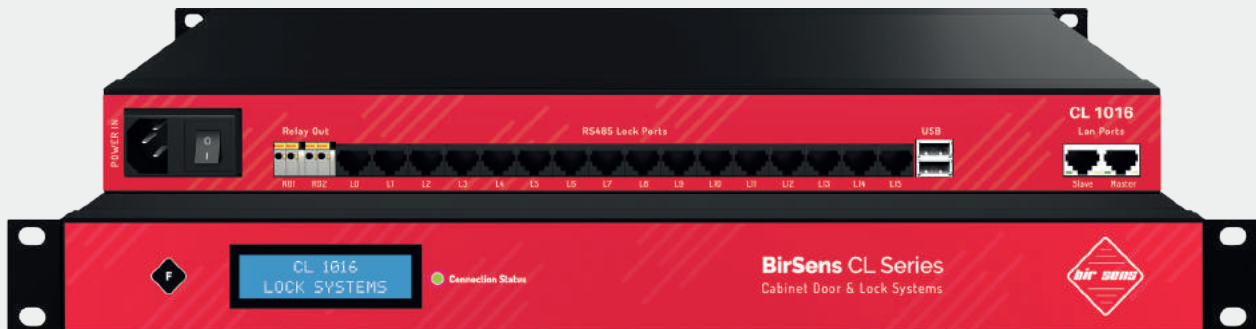 POWER IN
0
I
Relay Out
RS485 Lock Ports
USB
CL 1016
Lan Ports
RO1 RO2 L0 L1 L2 L3 L4 L5 L6 L7 L8 L9 L10 L11 L12 L13 L14 L15
Slave Master
F
CL 1016
LOCK SYSTEMS
Connection Status
BirSens CL Series
Cabinet Door & Lock Systems
bir sens